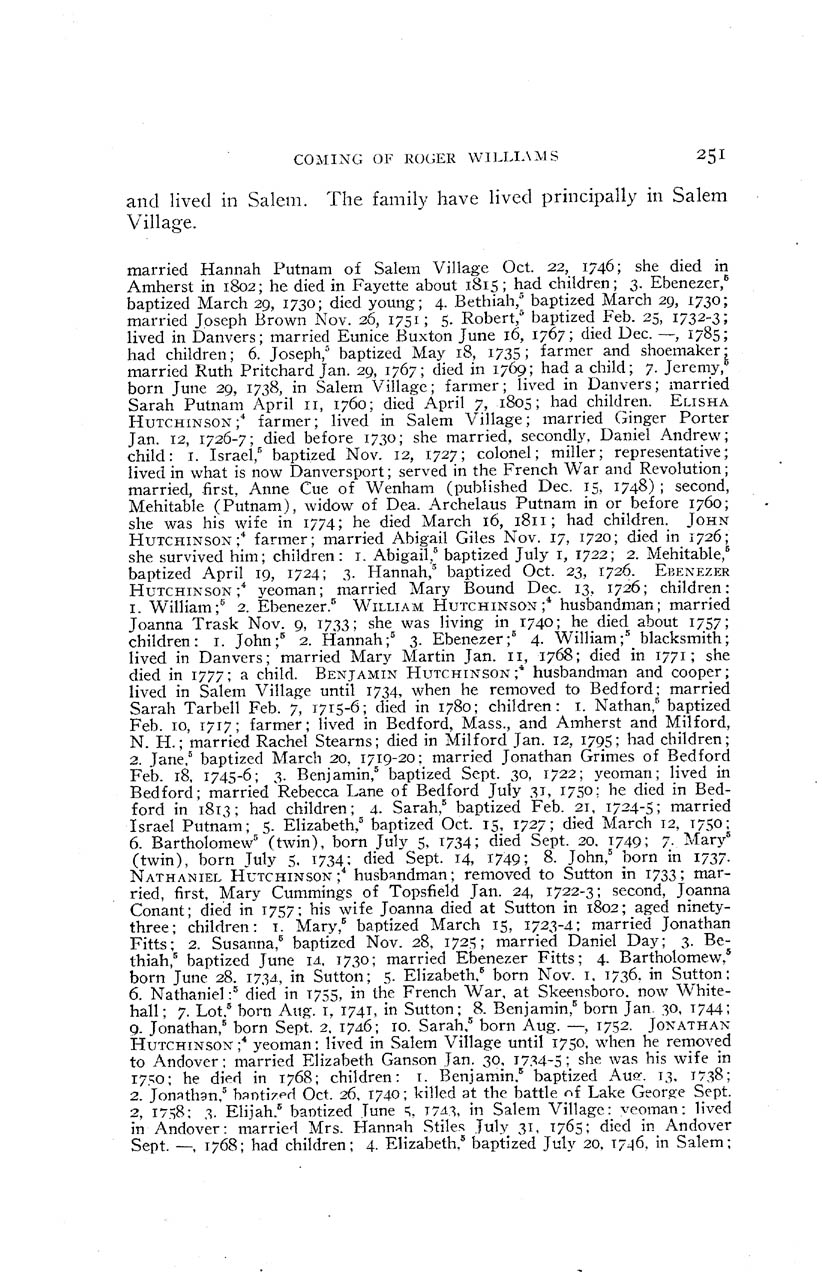 COMING OF ROGER WILLIAMS 251
and lived in Salem. The family have lived principally in Salem
Village.
married Hannah Putnam of Salem Village Oct. 22, 1746; she died in
Amherst in 1802; he died in Fayette about 1815; had children; 3. Ebenezer,⁵
baptized March 29, 1730; died young; 4. Bethiah,⁵ baptized March 29, 1730;
married Joseph Brown Nov. 26, 1751; 5. Robert,⁵ baptized Feb. 25, 1732-3;
lived in Danvers; married Eunice Buxton June 16, 1767; died Dec. —, 1785;
had children; 6. Joseph,⁵ baptized May 18, 1735; farmer and shoemaker;
married Ruth Pritchard Jan. 29, 1767; died in 1769; had a child; 7. Jeremy,⁵
born June 29, 1738, in Salem Village; farmer; lived in Danvers; married
Sarah Putnam April 11, 1760; died April 7, 1805; had children. ELISHA
HUTCHINSON;⁴ farmer; lived in Salem Village; married Ginger Porter
Jan. 12, 1726-7; died before 1730; she married, secondly, Daniel Andrew;
child: 1. Israel,⁵ baptized Nov. 12, 1727; colonel; miller; representative;
lived in what is now Danversport; served in the French War and Revolution;
married, first, Anne Cue of Wenham (published Dec. 15, 1748); second,
Mehitable (Putnam), widow of Dea. Archelaus Putnam in or before 1760;
she was his wife in 1774; he died March 16, 1811; had children. JOHN
HUTCHINSON;⁴ farmer; married Abigail Giles Nov. 17, 1720; died in 1726;
she survived him; children: 1. Abigail,⁵ baptized July 1, 1722; 2. Mehitable,⁵
baptized April 19, 1724; 3. Hannah,⁵ baptized Oct. 23, 1726. EBENEZER
HUTCHINSON;⁴ yeoman; married Mary Bound Dec. 13, 1726; children:
1. William;⁵ 2. Ebenezer.⁵ WILLIAM HUTCHINSON;⁴ husbandman; married
Joanna Trask Nov. 9, 1733; she was living in 1740; he died about 1757;
children: 1. John;⁵ 2. Hannah;⁵ 3. Ebenezer;⁵ 4. William;⁵ blacksmith;
lived in Danvers; married Mary Martin Jan. 11, 1768; died in 1771; she
died in 1777; a child. BENJAMIN HUTCHINSON;⁴ husbandman and cooper;
lived in Salem Village until 1734, when he removed to Bedford; married
Sarah Tarbell Feb. 7, 1715-6; died in 1780; children: 1. Nathan,⁵ baptized
Feb. 10, 1717; farmer; lived in Bedford, Mass., and Amherst and Milford,
N. H.; married Rachel Stearns; died in Milford Jan. 12, 1795; had children;
2. Jane,⁵ baptized March 20, 1719-20; married Jonathan Grimes of Bedford
Feb. 18, 1745-6; 3. Benjamin,⁵ baptized Sept. 30, 1722; yeoman; lived in
Bedford; married Rebecca Lane of Bedford July 31, 1750; he died in Bed-
ford in 1813; had children; 4. Sarah,⁵ baptized Feb. 21, 1724-5; married
Israel Putnam; 5. Elizabeth,⁵ baptized Oct. 15, 1727; died March 12, 1750;
6. Bartholomew⁵ (twin), born July 5, 1734; died Sept. 20, 1749; 7. Mary⁵
(twin), born July 5, 1734; died Sept. 14, 1749; 8. John,⁵ born in 1737.
NATHANIEL HUTCHINSON;⁴ husbandman; removed to Sutton in 1733; mar-
ried, first, Mary Cummings of Topsfield Jan. 24, 1722-3; second, Joanna
Conant; died in 1757; his wife Joanna died at Sutton in 1802; aged ninety-
three; children: 1. Mary,⁵ baptized March 15, 1723-4; married Jonathan
Fitts; 2. Susanna,⁵ baptized Nov. 28, 1725; married Daniel Day; 3. Be-
thiah,⁵ baptized June 14, 1730; married Ebenezer Fitts; 4. Bartholomew,⁵
born June 28, 1734, in Sutton; 5. Elizabeth,⁵ born Nov. 1, 1736, in Sutton;
6. Nathaniel;⁵ died in 1755, in the French War, at Skeensboro, now White-
hall; 7. Lot,⁵ born Aug. 1, 1741, in Sutton; 8. Benjamin,⁵ born Jan. 30, 1744;
9. Jonathan,⁵ born Sept. 2, 1746; 10. Sarah,⁵ born Aug. —, 1752. JONATHAN
HUTCHINSON;⁴ yeoman; lived in Salem Village until 1750, when he removed
to Andover; married Elizabeth Ganson Jan. 30, 1734-5; she was his wife in
1750; he died in 1768; children: 1. Benjamin,⁵ baptized Aug. 13, 1738;
2. Jonathan,⁵ baptized Oct. 26, 1740; killed at the battle of Lake George Sept.
2, 1758; 3. Elijah,⁵ baptized June 5, 1743, in Salem Village; yeoman; lived
in Andover; married Mrs. Hannah Stiles July 31, 1765; died in Andover
Sept. —, 1768; had children; 4. Elizabeth,⁵ baptized July 20, 1746, in Salem;